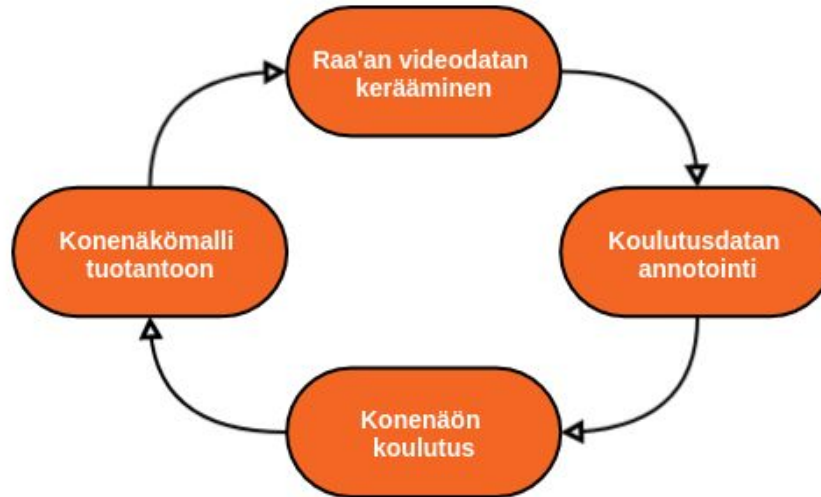 Raa'an videodatan
kerääminen
Konenäkömalli
tuotantoon
Koulutusdatan
annotointi
Konenäön
koulutus